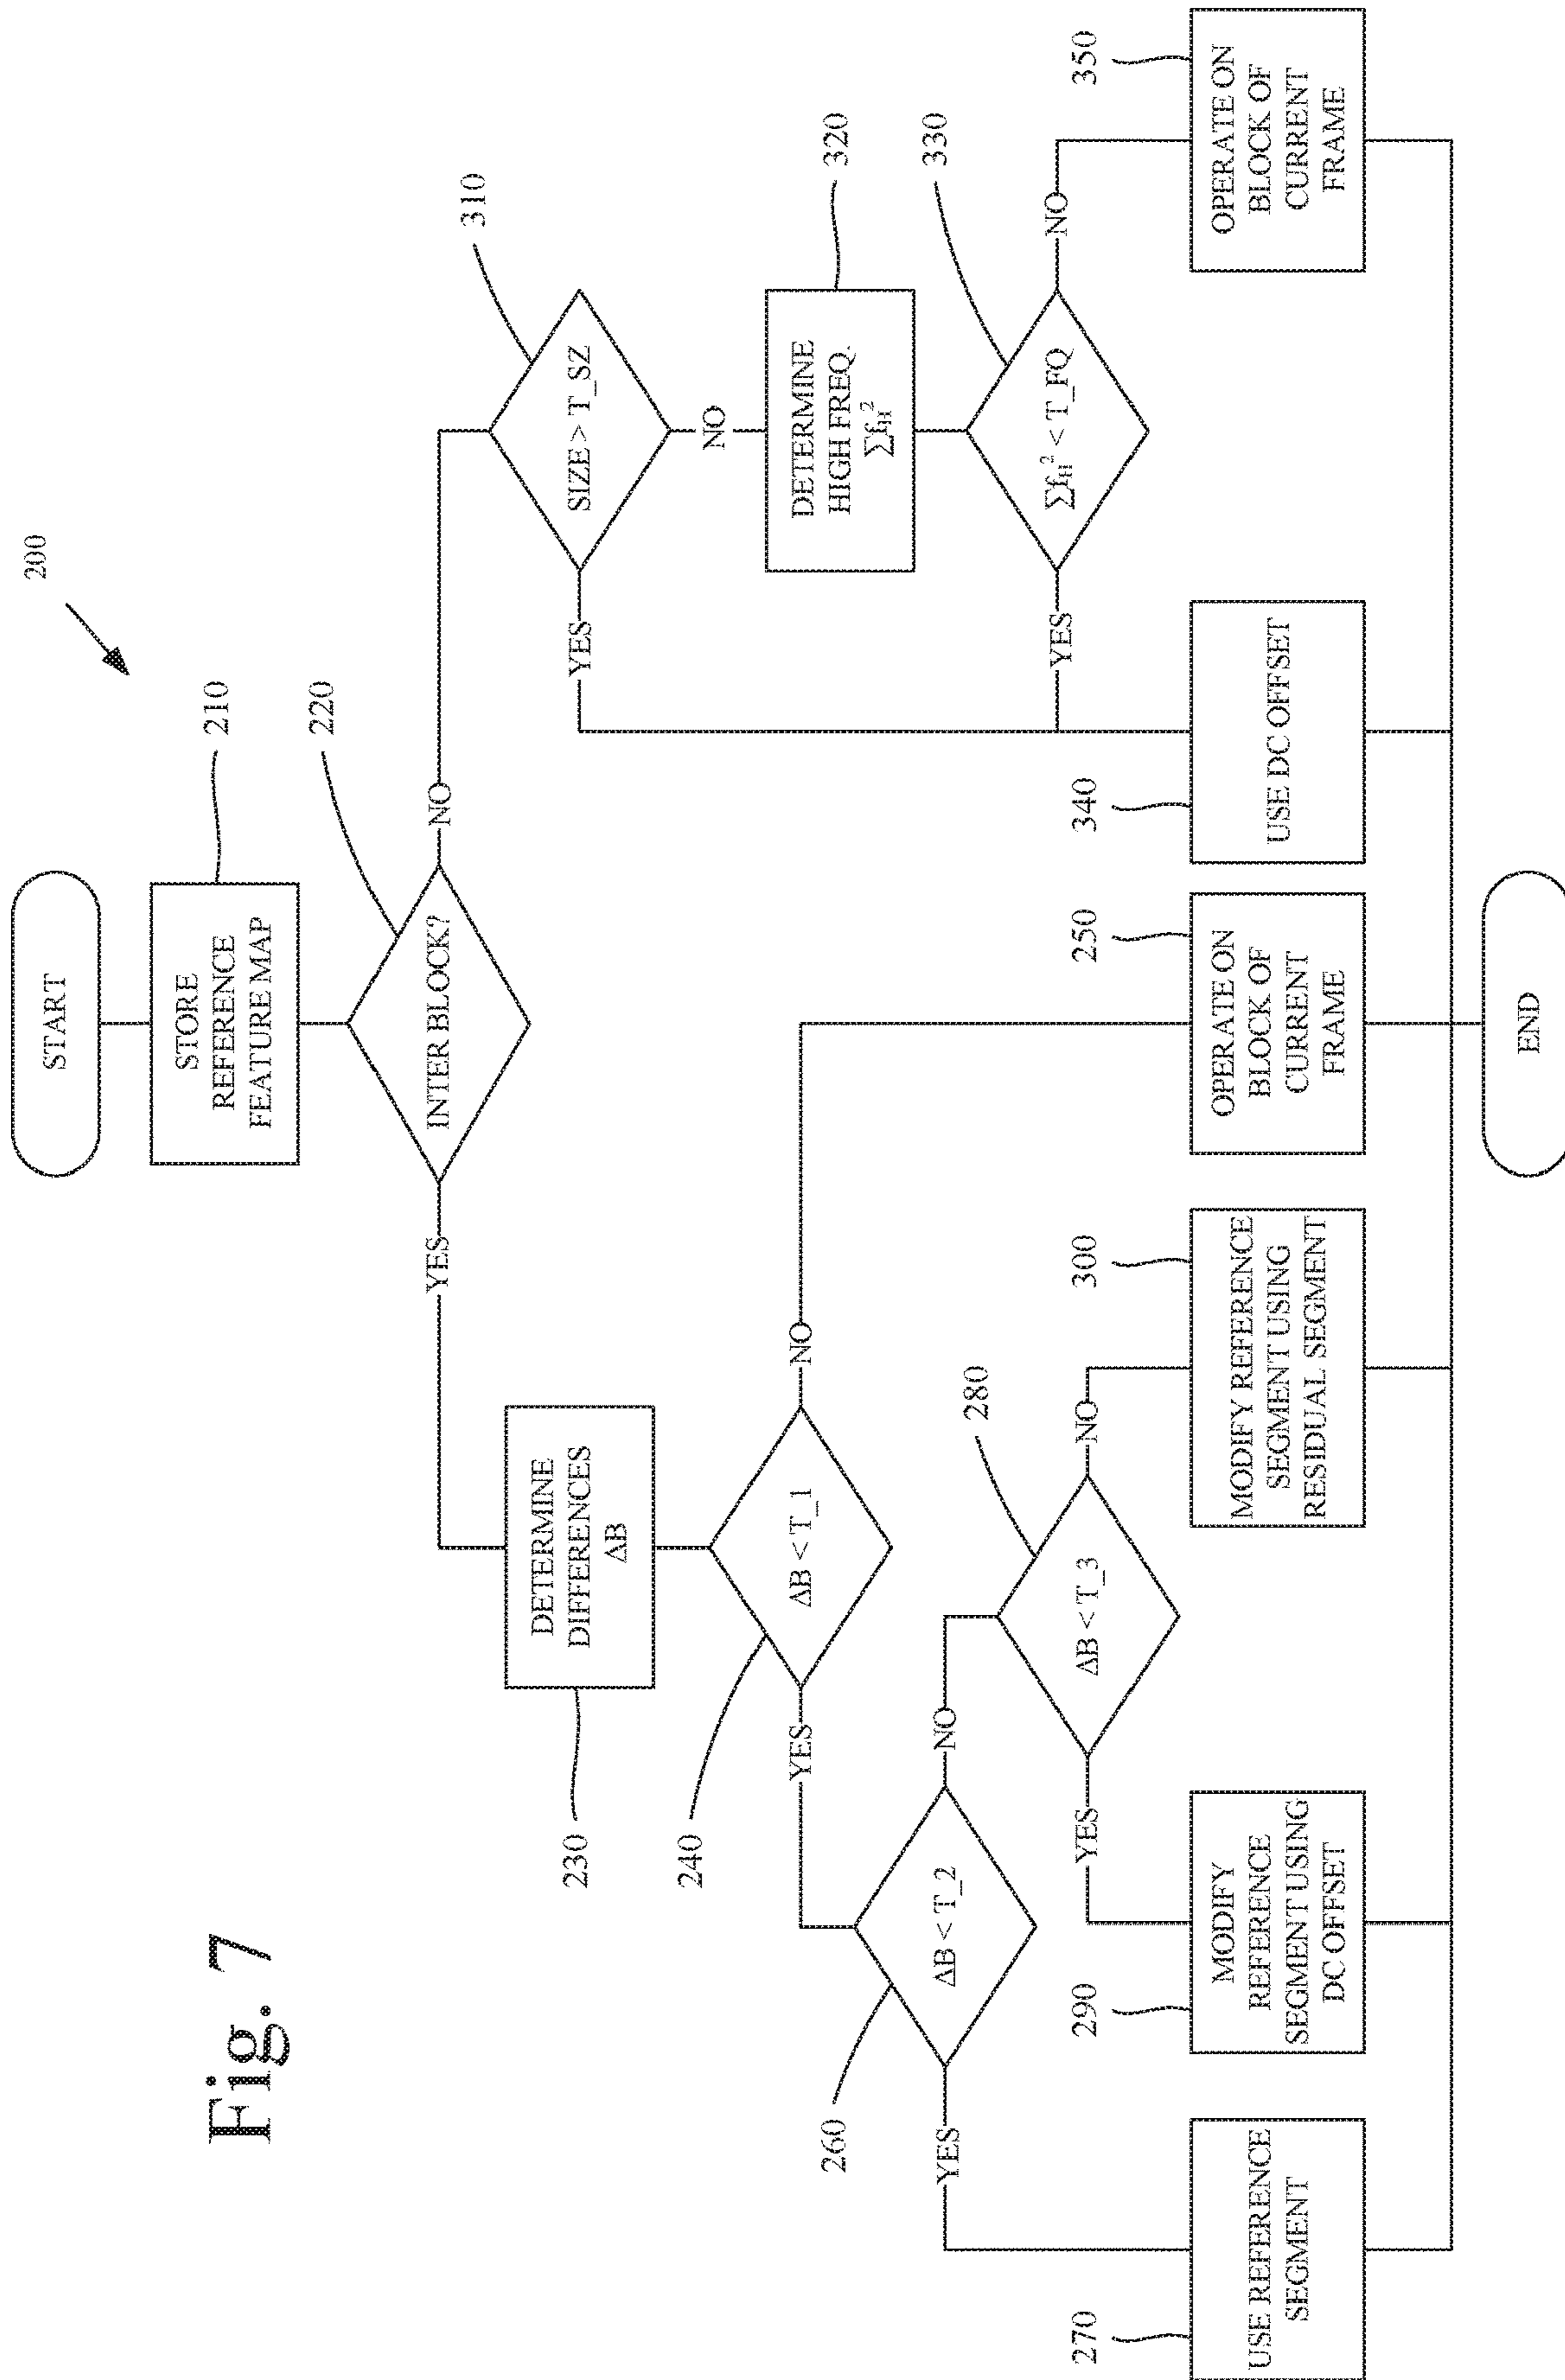 Fig. 7
200
START
210
STORE
REFERENCE
FEATURE MAP
220
INTER BLOCK?
YES
NO
230
DETERMINE
DIFFERENCES
ΔB
240
ΔB < T_1
YES
NO
260
ΔB < T_2
YES
NO
280
ΔB < T_3
YES
NO
310
SIZE > T_SZ
YES
NO
320
DETERMINE
HIGH FREQ.
∑f_H²
330
∑f_H² < T_FQ
YES
NO
270
USE REFERENCE
SEGMENT
290
MODIFY
REFERENCE
SEGMENT USING
DC OFFSET
300
MODIFY REFERENCE
SEGMENT USING
RESIDUAL SEGMENT
250
OPERATE ON
BLOCK OF
CURRENT
FRAME
340
USE DC OFFSET
350
OPERATE ON
BLOCK OF
CURRENT
FRAME
END